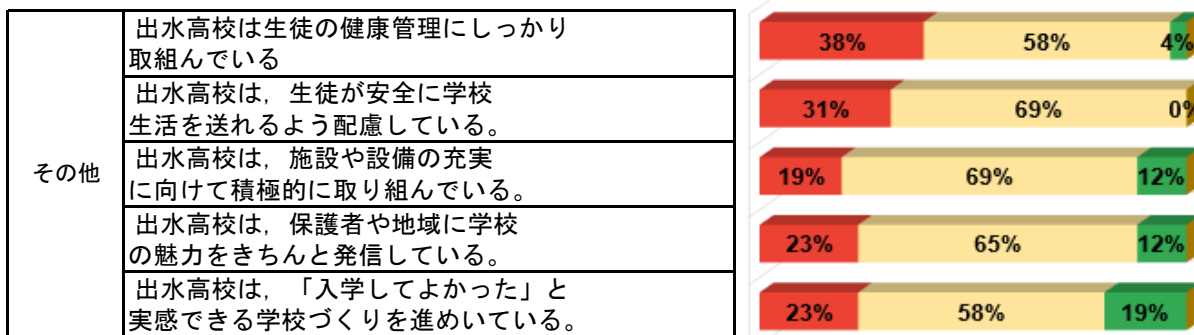 その他
出水高校は生徒の健康管理にしっかり
取組んでいる
38% 58% 4%
出水高校は，生徒が安全に学校
生活を送れるよう配慮している。
31% 69% 0%
出水高校は，施設や設備の充実
に向けて積極的に取り組んでいる。
19% 69% 12%
出水高校は，保護者や地域に学校
の魅力をきちんと発信している。
23% 65% 12%
出水高校は，「入学してよかった」と
実感できる学校づくりを進めいている。
23% 58% 19%